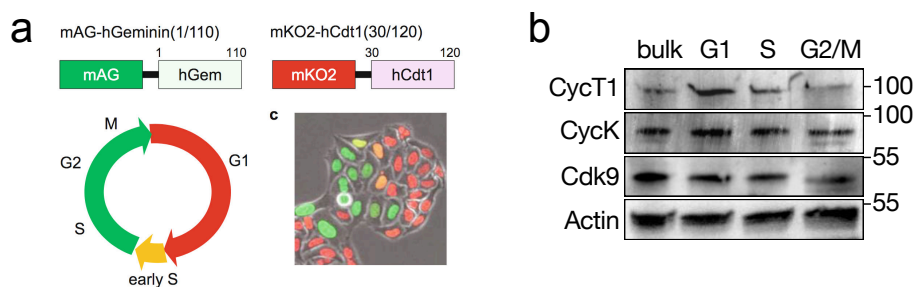 a
mAG-hGeminin(1/110)
1 110
mAG hGem
mKO2-hCdt1(30/120)
30 120
mKO2 hCdt1
M
G2
G1
S
early S
c
b
bulk G1 S G2/M
CycT1
100
CycK
100
Cdk9
55
Actin
55